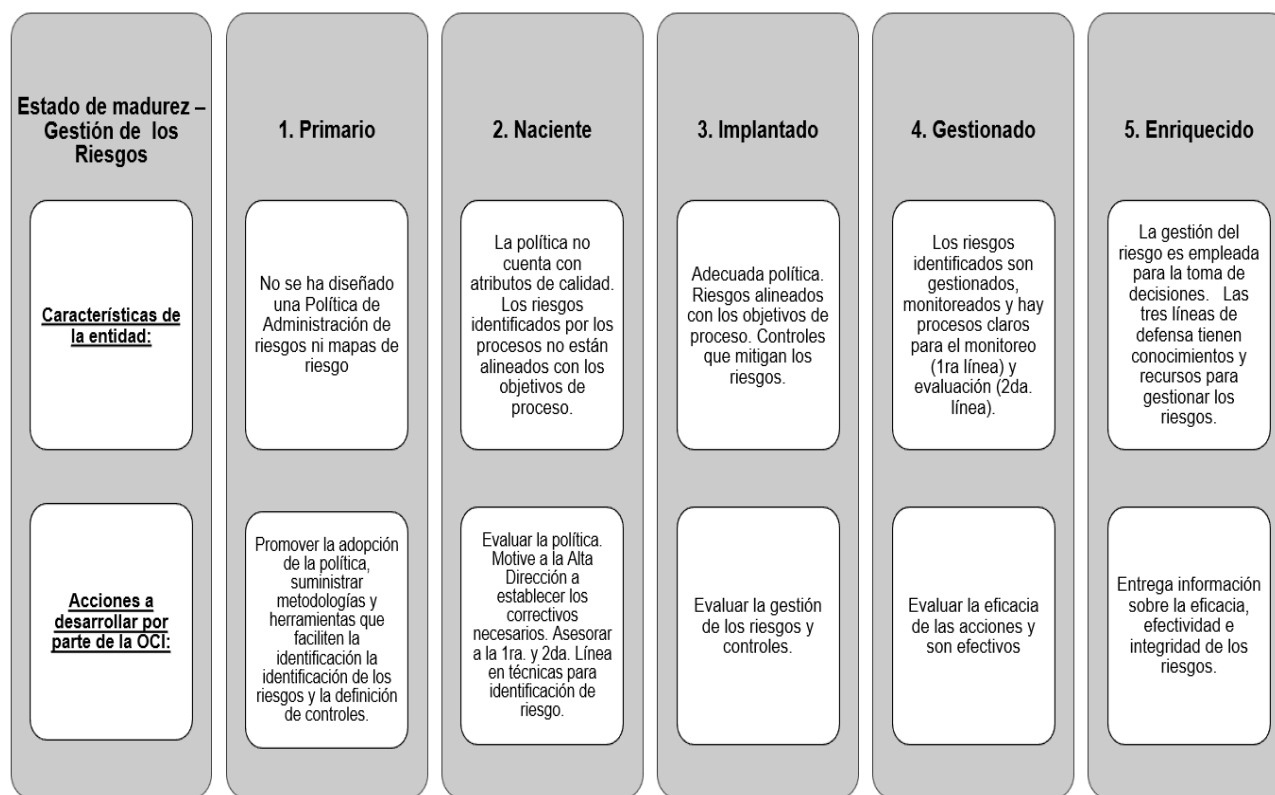 Estado de madurez –
Gestión de los
Riesgos
1. Primario
2. Naciente
3. Implantado
4. Gestionado
5. Enriquecido
Características de
la entidad:
No se ha diseñado
una Política de
Administración de
riesgos ni mapas de
riesgo
La política no
cuenta con
atributos de calidad.
Los riesgos
identificados por los
procesos no están
alineados con los
objetivos de
proceso.
Adecuada política.
Riesgos alineados
con los objetivos de
proceso. Controles
que mitigan los
riesgos.
Los riesgos
identificados son
gestionados,
monitoreados y hay
procesos claros
para el monitoreo
(1ra línea) y
evaluación (2da.
línea).
La gestión del
riesgo es empleada
para la toma de
decisiones. Las
tres líneas de
defensa tienen
conocimientos y
recursos para
gestionar los
riesgos.
Acciones a
desarrollar por
parte de la OCI:
Promover la adopción
de la política,
suministrar
metodologías y
herramientas que
faciliten la
identificación la
identificación de los
riesgos y la definición
de controles.
Evaluar la política.
Motive a la Alta
Dirección a
establecer los
correctivos
necesarios. Asesorar
a la 1ra. y 2da. Línea
en técnicas para
identificación de
riesgo.
Evaluar la gestión
de los riesgos y
controles.
Evaluar la eficacia
de las acciones y
son efectivos
Entrega información
sobre la eficacia,
efectividad e
integridad de los
riesgos.